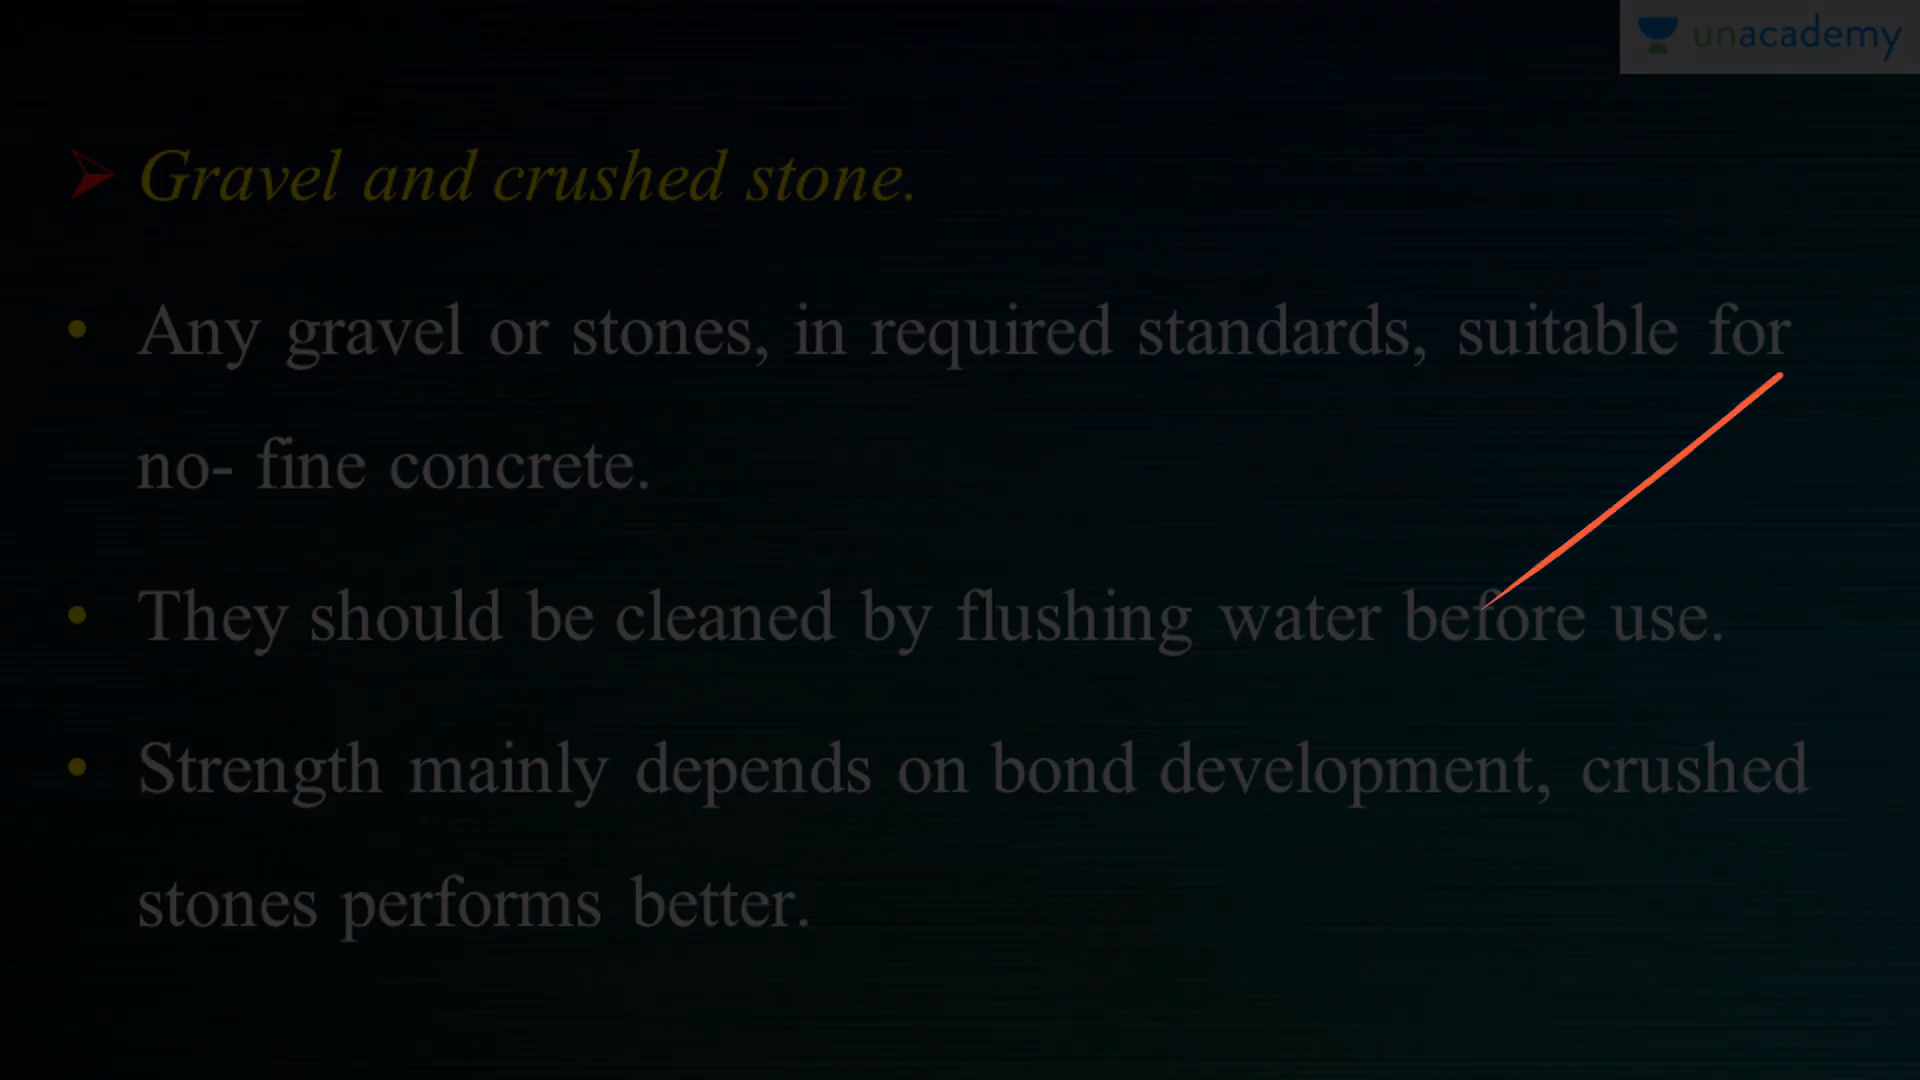 unacademy
Gravel and crushed stone.
Any gravel or stones, in required standards, suitable for
no- fine concrete.
They should be cleaned by flushing water before use.
Strength mainly depends on bond development, crushed
stones performs better.